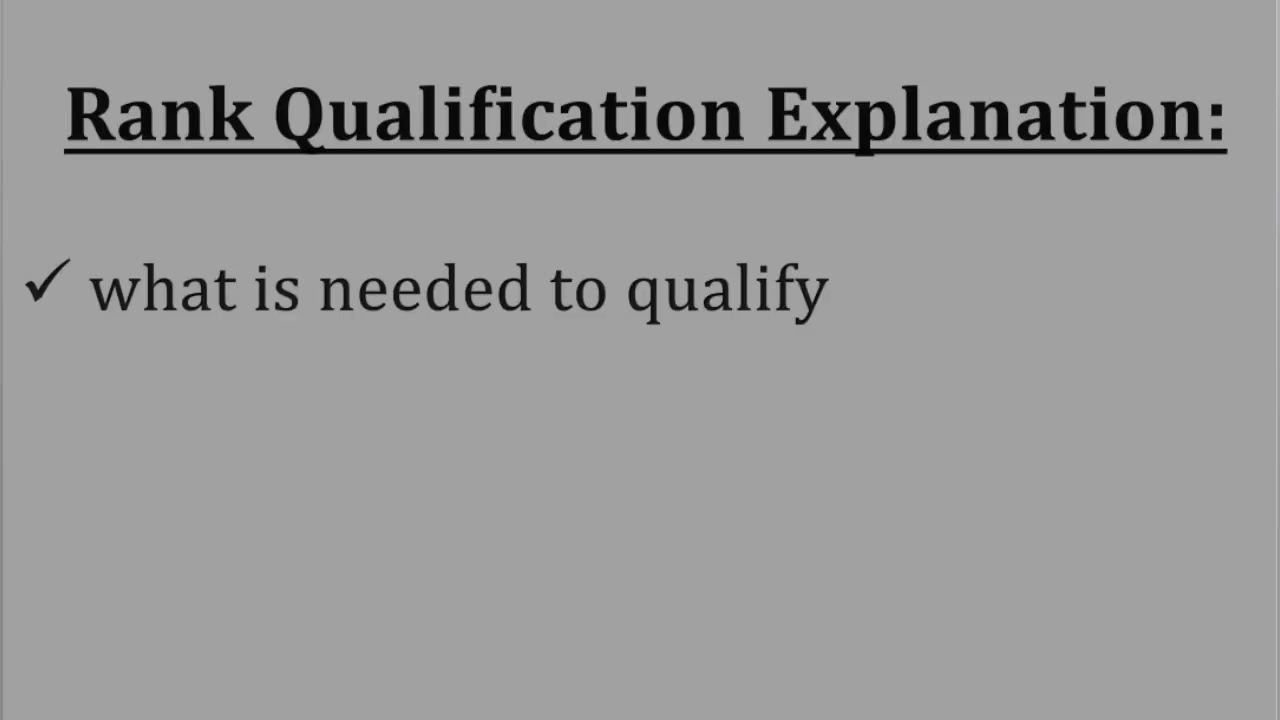 Rank Qualification Explanation:
✓ what is needed to qualify